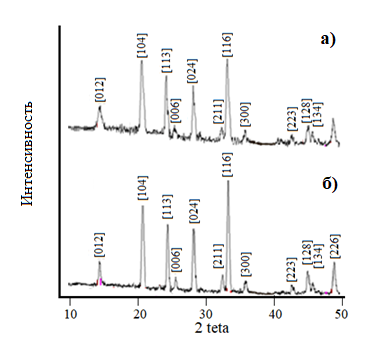 а)
[012] [104] [113] [006] [024] [211] [116] [300] [223] [128] [134]
б)
[012] [104] [113] [006] [024] [211] [116] [300] [223] [128] [134] [226]
Интенсивность
10 20 30 40 50
2 teta